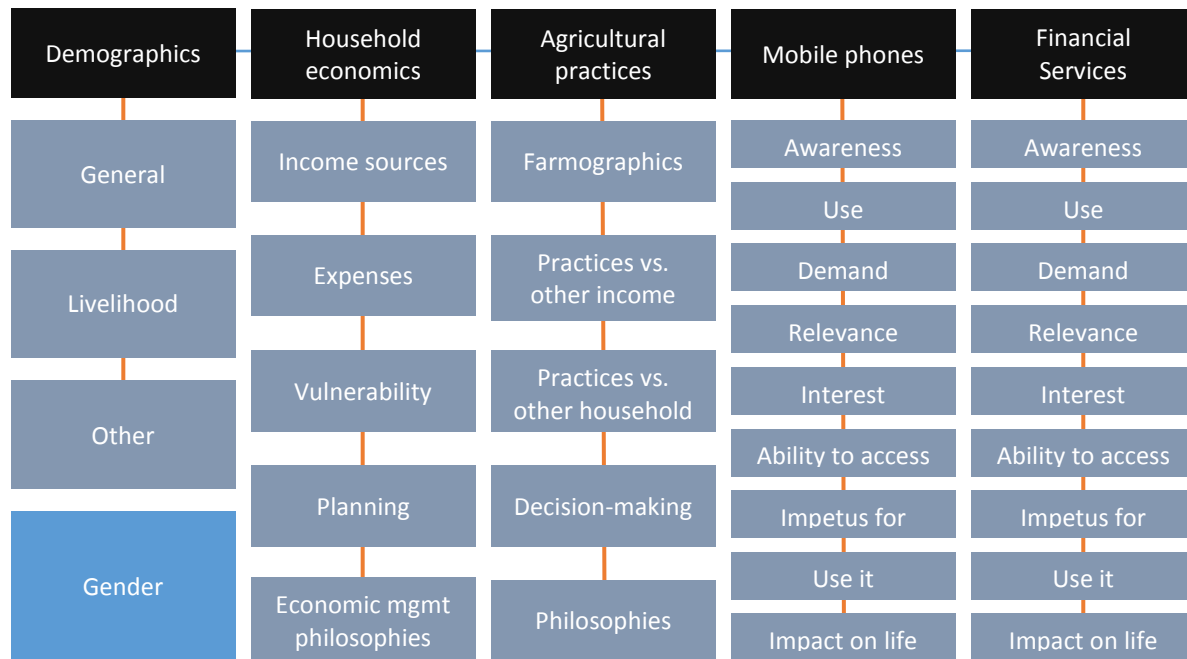 Demographics
General
Livelihood
Other
Gender
Household
economics
Income sources
Expenses
Vulnerability
Planning
Economic mgmt
philosophies
Agricultural
practices
Farmographics
Practices vs.
other income
Practices vs.
other household
Decision-making
Philosophies
Mobile phones
Awareness
Use
Demand
Relevance
Interest
Ability to access
Impetus for
Use it
Impact on life
Financial
Services
Awareness
Use
Demand
Relevance
Interest
Ability to access
Impetus for
Use it
Impact on life